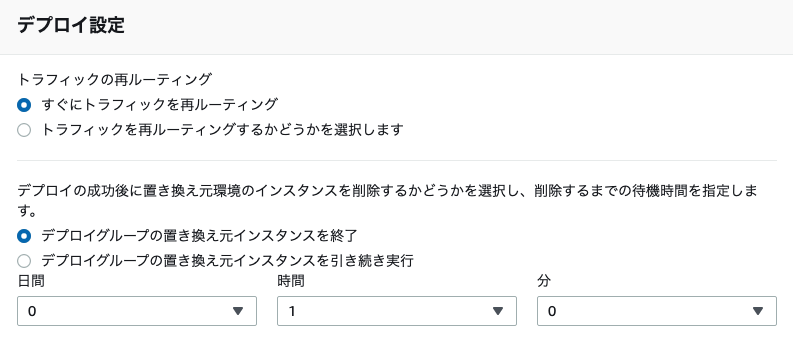 デプロイ設定
トラフィックの再ルーティング
すぐにトラフィックを再ルーティング
トラフィックを再ルーティングするかどうかを選択します
デプロイの成功後に置き換え元環境のインスタンスを削除するかどうかを選択し、削除するまでの待機時間を指定しま
す。
デプロイグループの置き換え元インスタンスを終了
デプロイグループの置き換え元インスタンスを引き続き実行
日間 時間 分
0 1 0